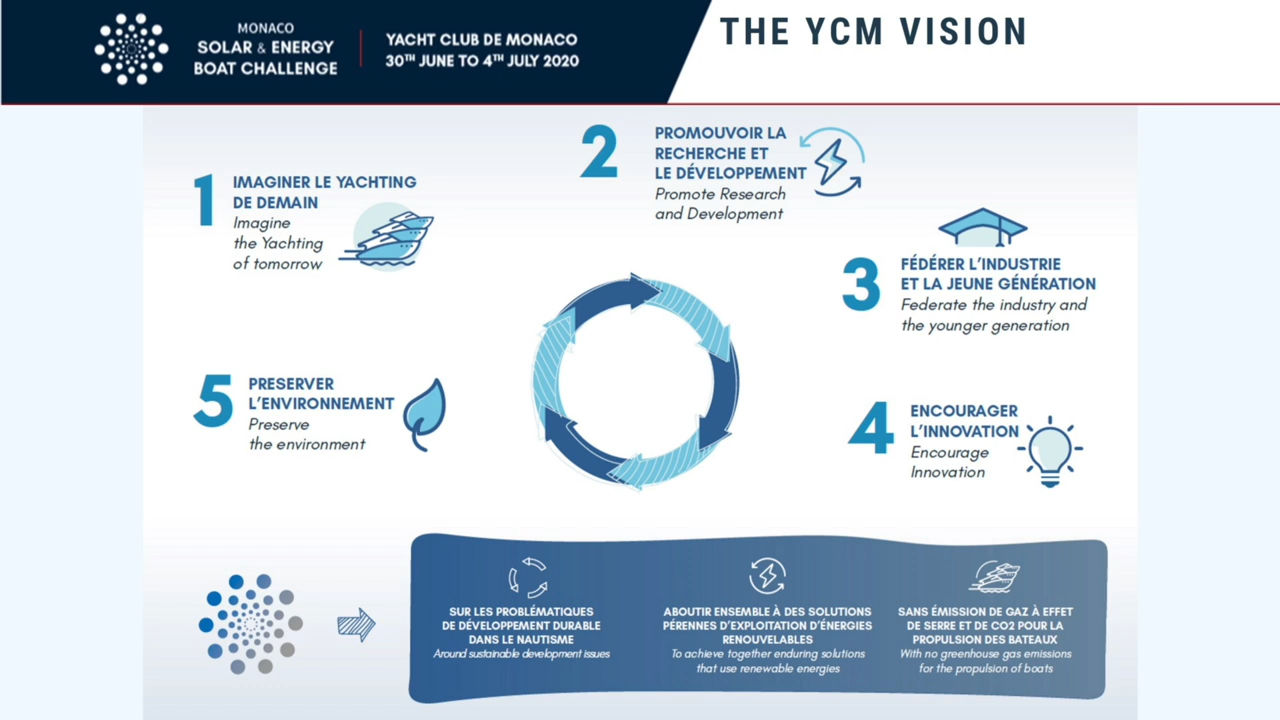 MONACO
SOLAR & ENERGY
BOAT CHALLENGE
YACHT CLUB DE MONACO
30TH JUNE TO 4TH JULY 2020
THE YCM VISION
1
IMAGINER LE YACHTING
DE DEMAIN
Imagine
the Yachting
of tomorrow
2
PROMOUVOIR LA
RECHERCHE ET
LE DÉVELOPPEMENT
Promote Research
and Development
3
FÉDÉRER L'INDUSTRIE
ET LA JEUNE GÉNÉRATION
Federate the industry and
the younger generation
4
ENCOURAGER
L'INNOVATION
Encourage
Innovation
5
PRESERVER
L'ENVIRONNEMENT
Preserve
the environment
SUR LES PROBLÉMATIQUES
DE DÉVELOPPEMENT DURABLE
DANS LE NAUTISME
Around sustainable development issues
ABOUTIR ENSEMBLE À DES SOLUTIONS
PÉRENNES D'EXPLOITATION D'ÉNERGIES
RENOUVELABLES
To achieve together enduring solutions
that use renewable energies
SANS ÉMISSION DE GAZ À EFFET
DE SERRE ET DE CO2 POUR LA
PROPULSION DES BATEAUX
With no greenhouse gas emissions
for the propulsion of boats